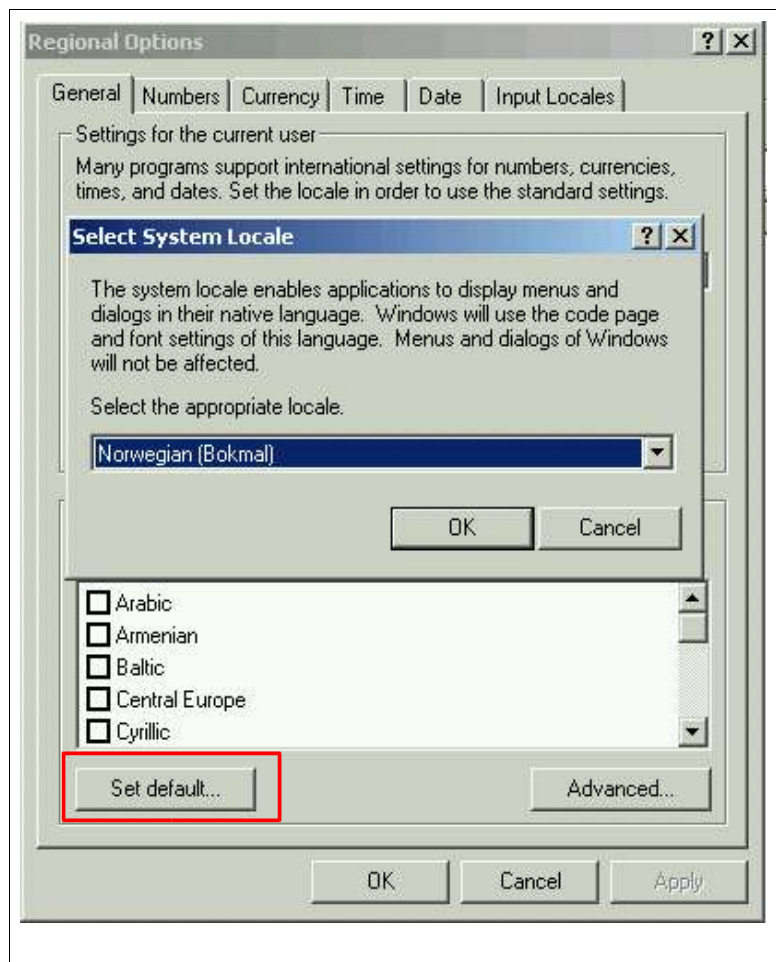 Regional Options
General Numbers Currency Time Date Input Locales
Settings for the current user
Many programs support international settings for numbers, currencies,
times, and dates. Set the locale in order to use the standard settings.
Select System Locale
The system locale enables applications to display menus and
dialogs in their native language. Windows will use the code page
and font settings of this language. Menus and dialogs of Windows
will not be affected.
Select the appropriate locale.
Norwegian (Bokmal)
OK Cancel
Arabic
Armenian
Baltic
Central Europe
Cyrillic
Set default... Advanced...
OK Cancel Apply